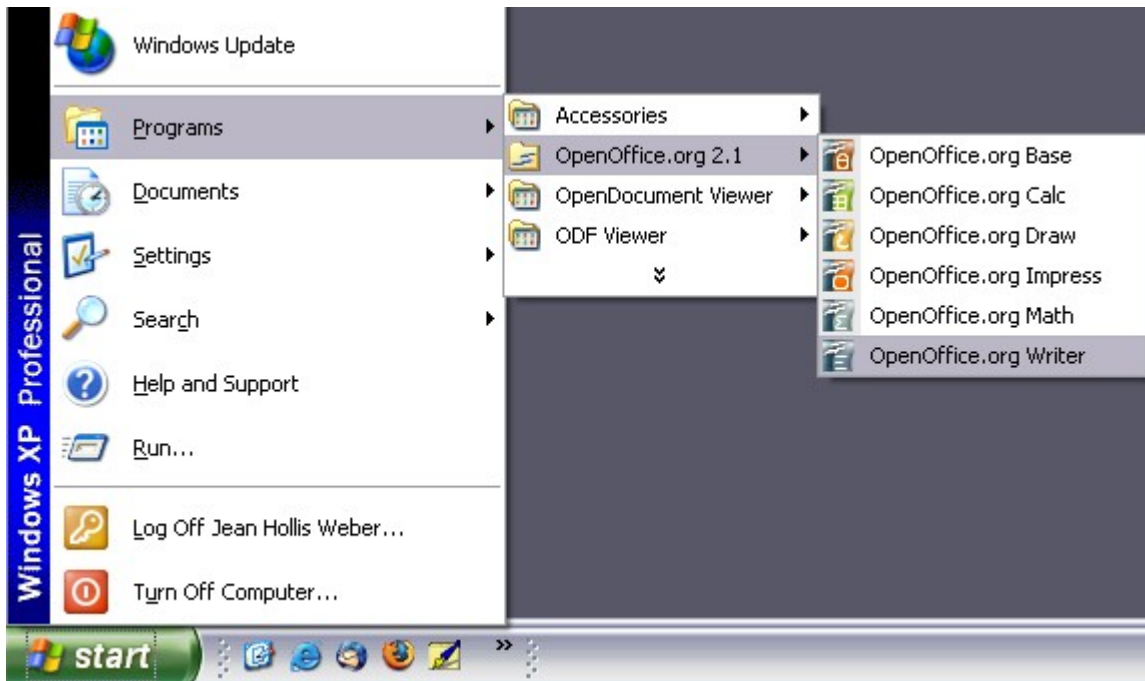 Windows XP Professional
Windows Update
Programs
Documents
Settings
Search
Help and Support
Run...
Log Off Jean Hollis Weber...
Turn Off Computer...
Accessories
OpenOffice.org 2.1
OpenDocument Viewer
ODF Viewer
OpenOffice.org Base
OpenOffice.org Calc
OpenOffice.org Draw
OpenOffice.org Impress
OpenOffice.org Math
OpenOffice.org Writer
start